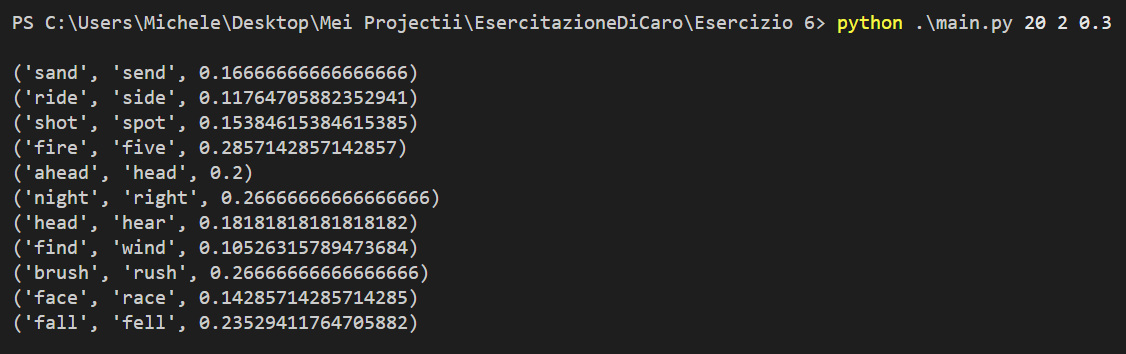 PS C:\Users\Michele\Desktop\Mei Projectii\EsercitazioneDiCaro\Esercizio 6> python .\main.py 20 2 0.3
('sand', 'send', 0.16666666666666666)
('ride', 'side', 0.11764705882352941)
('shot', 'spot', 0.15384615384615385)
('fire', 'five', 0.2857142857142857)
('ahead', 'head', 0.2)
('night', 'right', 0.26666666666666666)
('head', 'hear', 0.18181818181818182)
('find', 'wind', 0.10526315789473684)
('brush', 'rush', 0.26666666666666666)
('face', 'race', 0.14285714285714285)
('fall', 'fell', 0.23529411764705882)